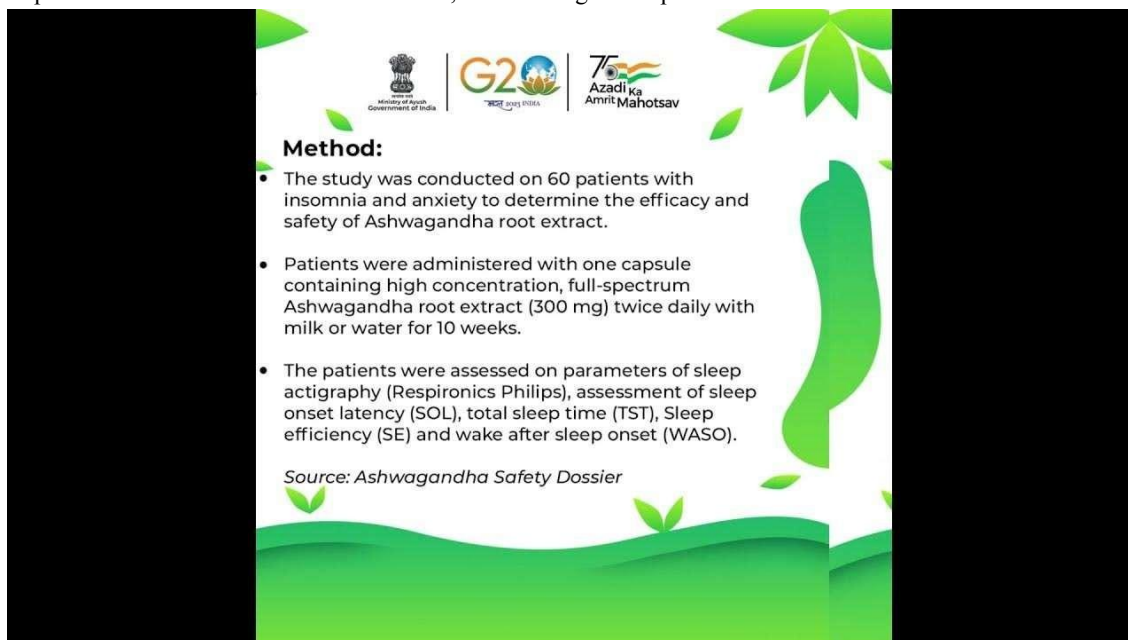 Ministry of Ayush
Government of India
G20
भारत 2023 INDIA
75
Azadi Ka
Amrit Mahotsav
Method:
• The study was conducted on 60 patients with
insomnia and anxiety to determine the efficacy and
safety of Ashwagandha root extract.
• Patients were administered with one capsule
containing high concentration, full-spectrum
Ashwagandha root extract (300 mg) twice daily with
milk or water for 10 weeks.
• The patients were assessed on parameters of sleep
actigraphy (Respironics Philips), assessment of sleep
onset latency (SOL), total sleep time (TST), Sleep
efficiency (SE) and wake after sleep onset (WASO).
Source: Ashwagandha Safety Dossier